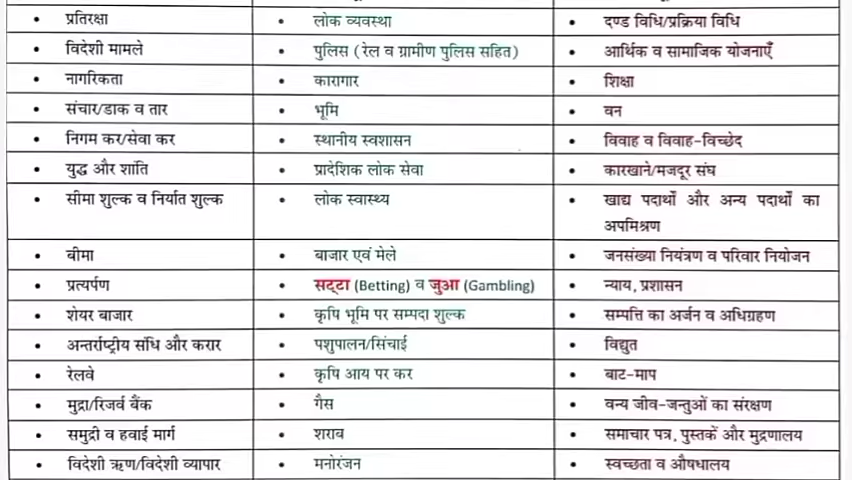 प्रतिरक्षा
लोक व्यवस्था
दण्ड विधि/प्रक्रिया विधि
विदेशी मामले
पुलिस (रेल व ग्रामीण पुलिस सहित)
आर्थिक व सामाजिक योजनाएँ
नागरिकता
कारागार
शिक्षा
संचार/डाक व तार
भूमि
वन
निगम कर/सेवा कर
स्थानीय स्वशासन
विवाह व विवाह-विच्छेद
युद्ध और शांति
प्रादेशिक लोक सेवा
कारखाने/मजदूर संघ
सीमा शुल्क व निर्यात शुल्क
लोक स्वास्थ्य
खाद्य पदार्थों और अन्य पदार्थों का
अपमिश्रण
बीमा
बाजार एवं मेले
जनसंख्या नियंत्रण व परिवार नियोजन
प्रत्यर्पण
सट्टा (Betting) व जुआ (Gambling)
न्याय, प्रशासन
शेयर बाजार
कृषि भूमि पर सम्पदा शुल्क
सम्पत्ति का अर्जन व अधिग्रहण
अन्तर्राष्ट्रीय संधि और करार
पशुपालन/सिंचाई
विद्युत
रेलवे
कृषि आय पर कर
बाट-माप
मुद्रा/रिजर्व बैंक
गैस
वन्य जीव-जन्तुओं का संरक्षण
समुद्री व हवाई मार्ग
शराब
समाचार पत्र, पुस्तकें और मुद्रणालय
विदेशी ऋण/विदेशी व्यापार
मनोरंजन
स्वच्छता व औषधालय